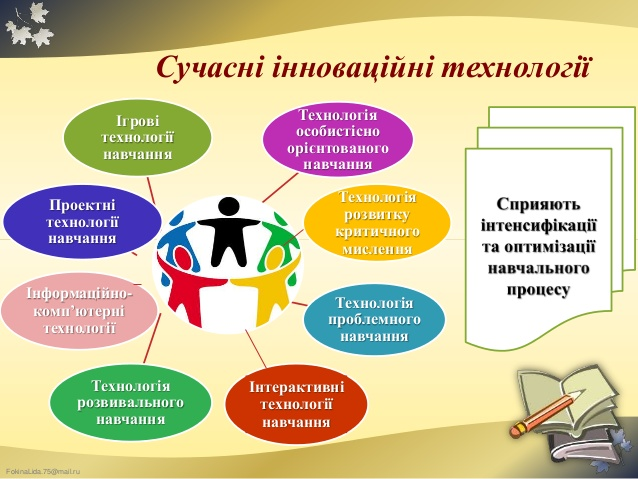 Сучасні інноваційні технології
Ігрові
технології
навчання
Технологія
особистісно
орієнтованого
навчання
Проектні
технології
навчання
Технологія
розвитку
критичного
мислення
Сприяють
інтенсифікації
та оптимізації
навчального
процесу
Інформаційно-
комп’ютерні
технології
Технологія
проблемного
навчання
Технологія
розвивального
навчання
Інтерактивні
технології
навчання
FokinaLida.75@mail.ru